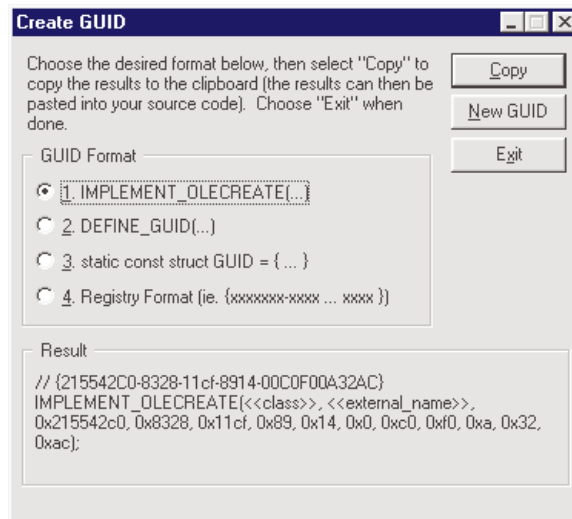 Create GUID
Choose the desired format below, then select "Copy" to
copy the results to the clipboard (the results can then be
pasted into your source code). Choose "Exit" when
done.
Copy
New GUID
Exit
GUID Format
1. IMPLEMENT_OLECREATE(...)
2. DEFINE_GUID(...)
3. static const struct GUID = { ... }
4. Registry Format (ie. {xxxxxxx-xxxx ... xxxx })
Result
// {215542C0-8328-11cf-8914-00C0F00A32AC}
IMPLEMENT_OLECREATE(<<class>>, <<external_name>>,
0x215542c0, 0x8328, 0x11cf, 0x89, 0x14, 0x0, 0xc0, 0xf0, 0xa, 0x32,
0xac);